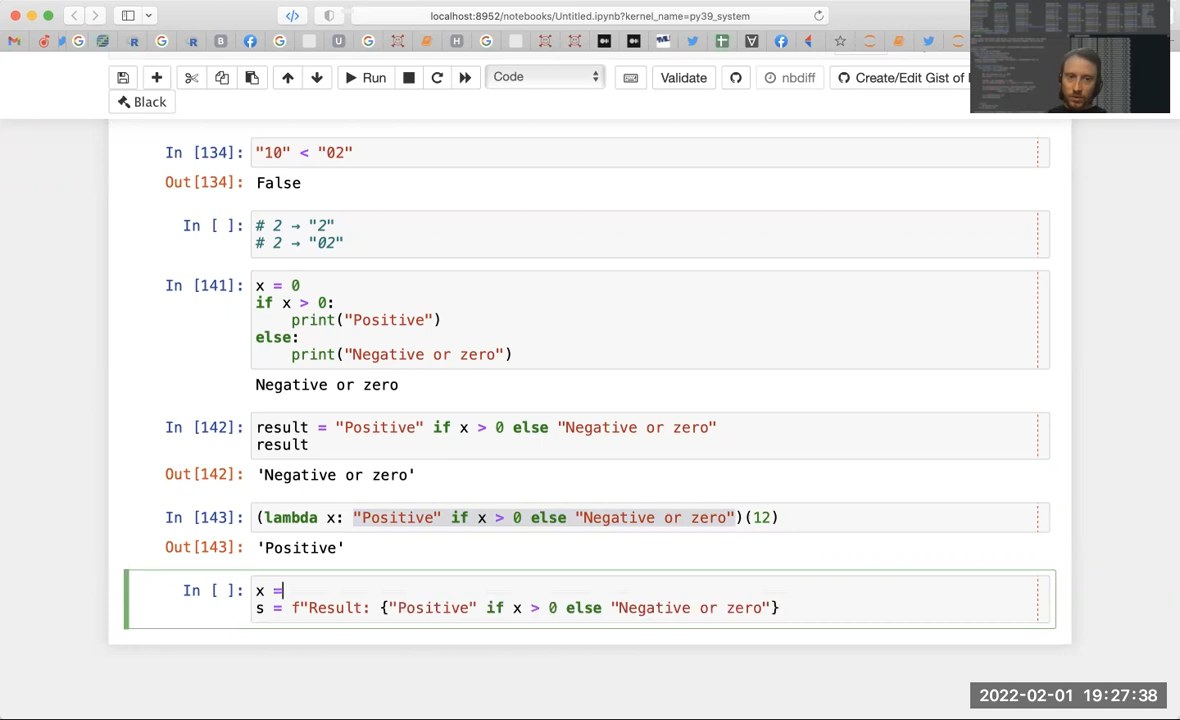 localhost:8952/notebooks/Untitled.ipynb?kernel_name=py39_system
Run
Code
Validate
nbdiff
Create/Edit Gist of
Black
In [134]: "10" < "02"
Out[134]: False
In [ ]: # 2 → "2"
# 2 → "02"
In [141]: x = 0
if x > 0:
print("Positive")
else:
print("Negative or zero")
Negative or zero
In [142]: result = "Positive" if x > 0 else "Negative or zero"
result
Out[142]: 'Negative or zero'
In [143]: (lambda x: "Positive" if x > 0 else "Negative or zero")(12)
Out[143]: 'Positive'
In [ ]: x =
s = f"Result: {"Positive" if x > 0 else "Negative or zero"}
2022-02-01 19:27:38